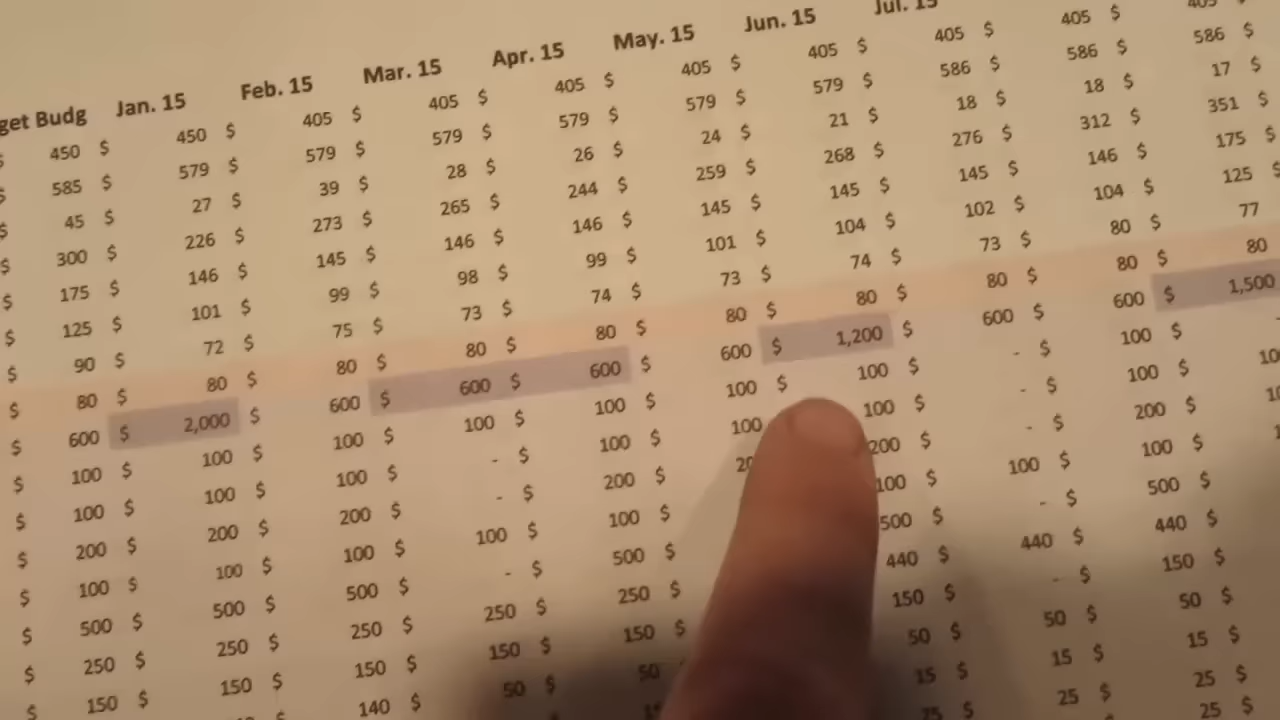 get Budg Jan. 15 Feb. 15 Mar. 15 Apr. 15 May. 15 Jun. 15 Jul. 15
$ 450 $ 450 $ 405 $ 405 $ 405 $ 405 $ 405 $ 405 $ 405 $ 405
$ 585 $ 579 $ 579 $ 579 $ 579 $ 579 $ 579 $ 586 $ 586 $ 586 $
$ 45 $ 27 $ 39 $ 28 $ 26 $ 24 $ 21 $ 18 $ 18 $ 17 $
$ 300 $ 226 $ 273 $ 265 $ 244 $ 259 $ 268 $ 276 $ 312 $ 351 $
$ 175 $ 146 $ 145 $ 146 $ 146 $ 145 $ 145 $ 145 $ 146 $ 175 $
$ 125 $ 101 $ 99 $ 98 $ 99 $ 101 $ 104 $ 102 $ 104 $ 125 $
$ 90 $ 72 $ 75 $ 73 $ 74 $ 73 $ 74 $ 73 $ 80 $ 77
$ 80 $ 80 $ 80 $ 80 $ 80 $ 80 $ 80 $ 80 $ 80 $ 80
$ 600 $ 2,000 $ 600 $ 600 $ 600 $ 600 $ 1,200 $ 600 $ 600 $ 1,500
$ 100 $ 100 $ 100 $ 100 $ 100 $ 100 $ 100 $ - $ 100 $ -
$ 100 $ 100 $ 100 $ - $ 100 $ 100 100 $ - $ 100 $
$ 200 $ 200 $ 200 $ - $ 200 $ 200 $ - $ 200 $
$ 100 $ 100 $ 100 $ 100 $ 100 $ 100 $ 100 $ 100 $
$ 500 $ 500 $ 500 $ - $ 500 $ 500 $ - $ 500 $
$ 250 $ 250 $ 250 $ 250 $ 250 $ 440 $ 440 $ 440 $
$ 150 $ 150 $ 150 $ 150 $ 150 $ 150 $ - $ 150 $
$ 140 $ 50 $ 50 50 $ 50 $ 50 $
15 $ 15 $ 15 $
25 $ 25 $ 25 $
25 $